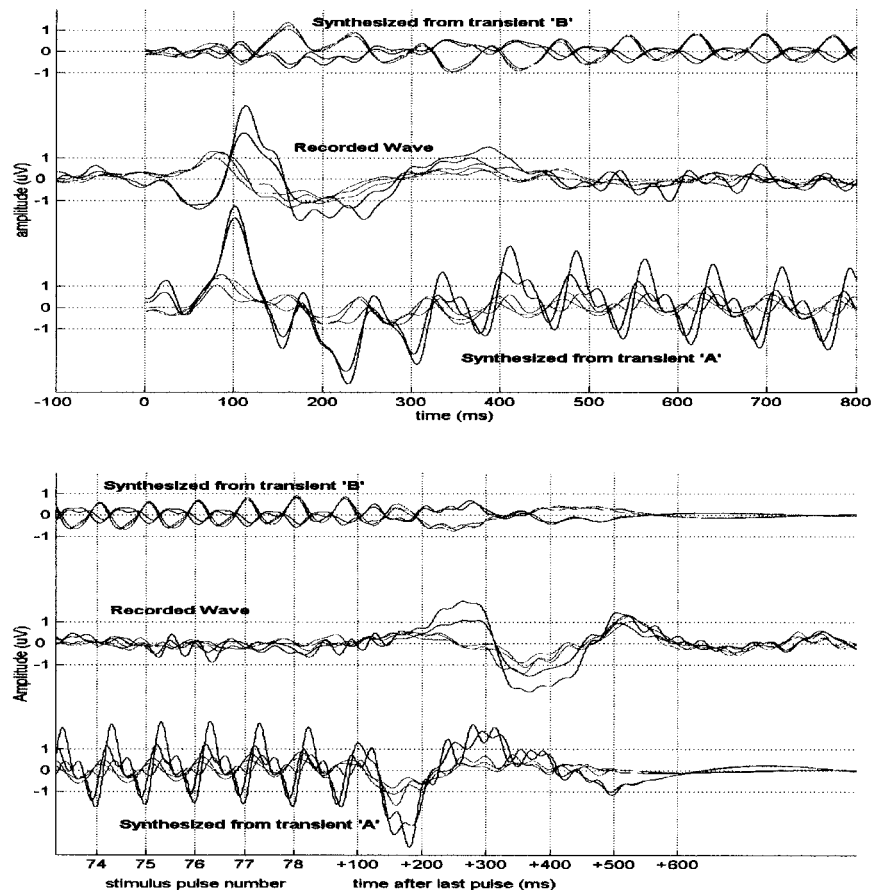 Synthesized from transient 'B'
1
0
-1
Recorded Wave
1
0
-1
amplitude (uV)
1
0
-1
Synthesized from transient 'A'
-100 0 100 200 300 400 500 600 700 800
time (ms)
Synthesized from transient 'B'
1
0
-1
Recorded Wave
1
0
-1
Amplitude (uV)
1
0
-1
Synthesized from transient 'A'
74 75 76 77 78 +100 +200 +300 +400 +500 +600
stimulus pulse number time after last pulse (ms)